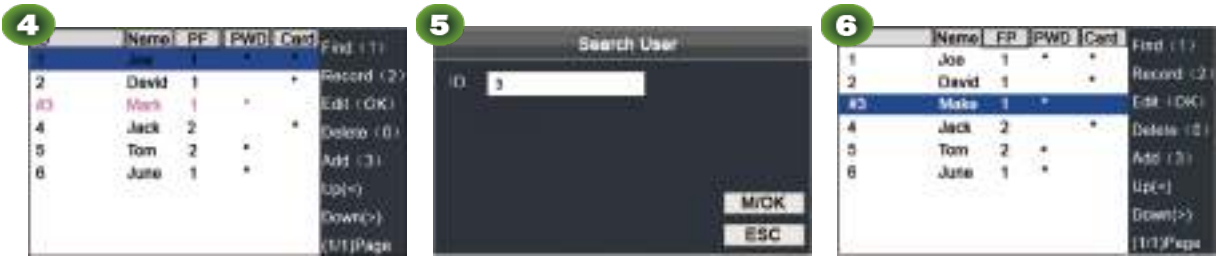 4
ID Name PF PWD Card
1 Joe 1 * *
2 David 1 *
#3 Mark 1 *
4 Jack 2 *
5 Tom 2 *
6 June 1 *
Find (1)
Record (2)
Edit (OK)
Delete (0)
Add (3)
Up(<)
Down(>)
(1/1)Page
5
Search User
ID 3
M/OK
ESC
6
Name FP PWD Card
1 Joe 1 * *
2 David 1 *
#3 Make 1 *
4 Jack 2 *
5 Tom 2 *
6 June 1 *
Find (1)
Record (2)
Edit (OK)
Delete (0)
Add (3)
Up(<)
Down(>)
(1/1)Page